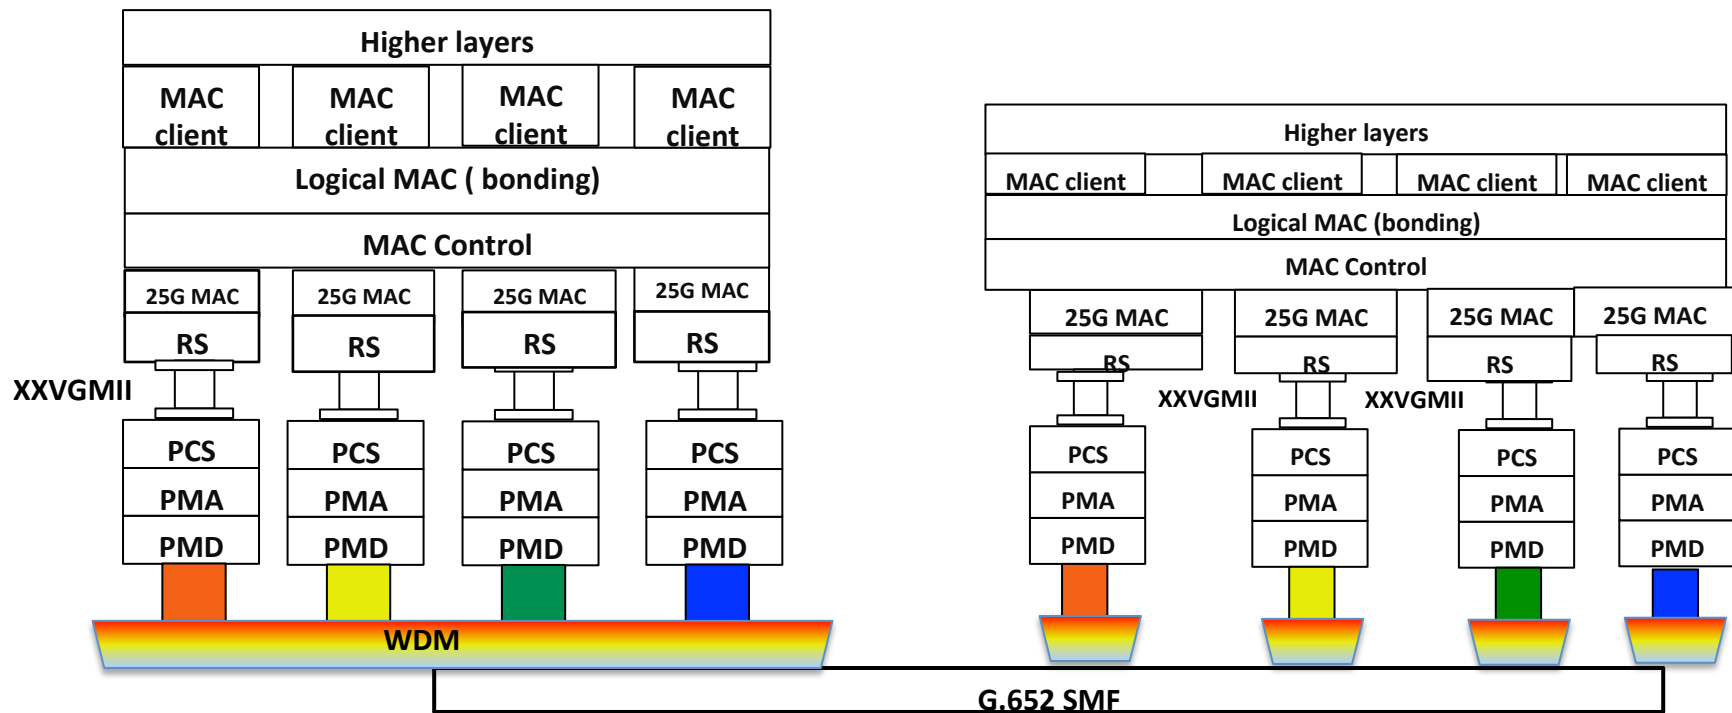 Higher layers
MAC client
MAC client
MAC client
MAC client
Logical MAC ( bonding)
MAC Control
25G MAC
25G MAC
25G MAC
25G MAC
RS
RS
RS
RS
XXVGMII
PCS
PCS
PCS
PCS
PMA
PMA
PMA
PMA
PMD
PMD
PMD
PMD
WDM
Higher layers
MAC client
MAC client
MAC client
MAC client
Logical MAC (bonding)
MAC Control
25G MAC
25G MAC
25G MAC
25G MAC
RS
RS
RS
RS
XXVGMII
XXVGMII
PCS
PCS
PCS
PCS
PMA
PMA
PMA
PMA
PMD
PMD
PMD
PMD
G.652 SMF